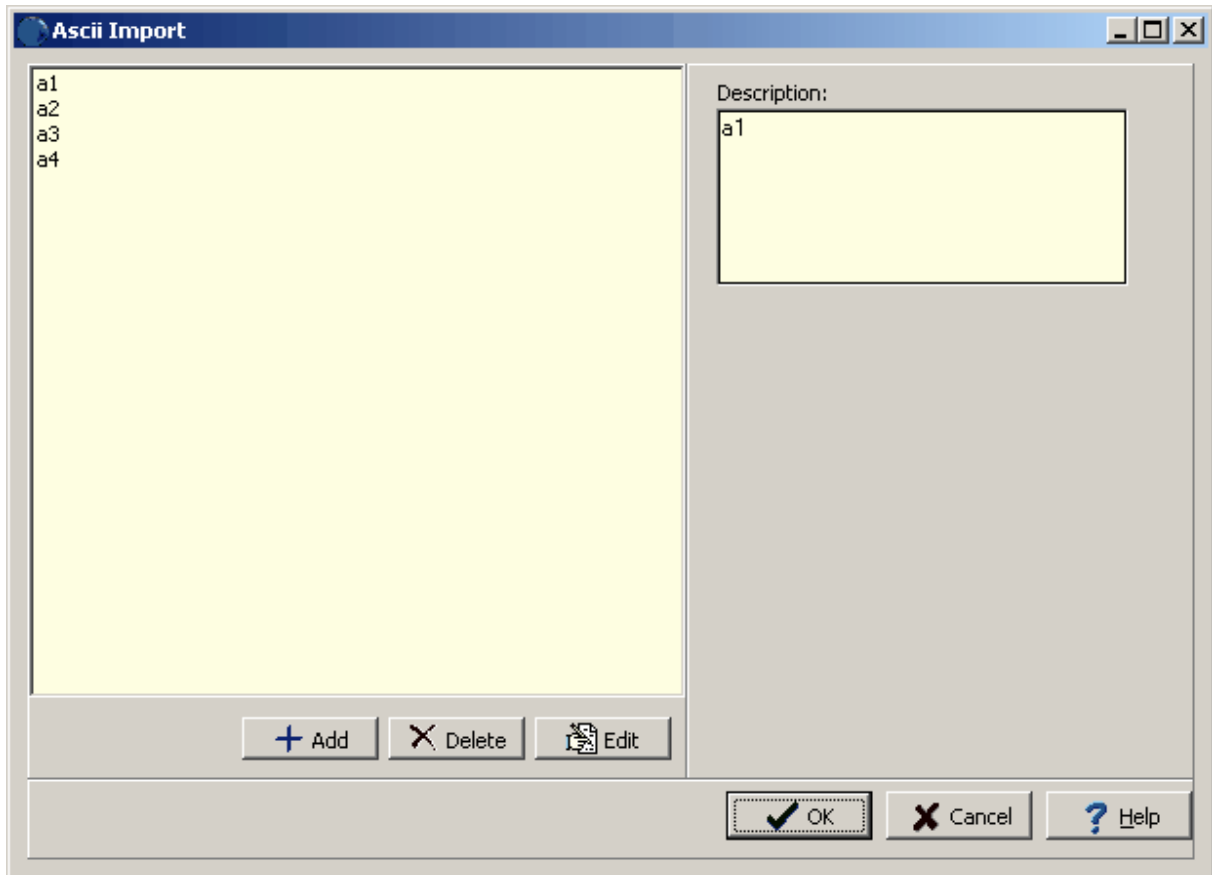 Ascii Import
a1
a2
a3
a4
Description:
a1
Add
Delete
Edit
OK
Cancel
Help